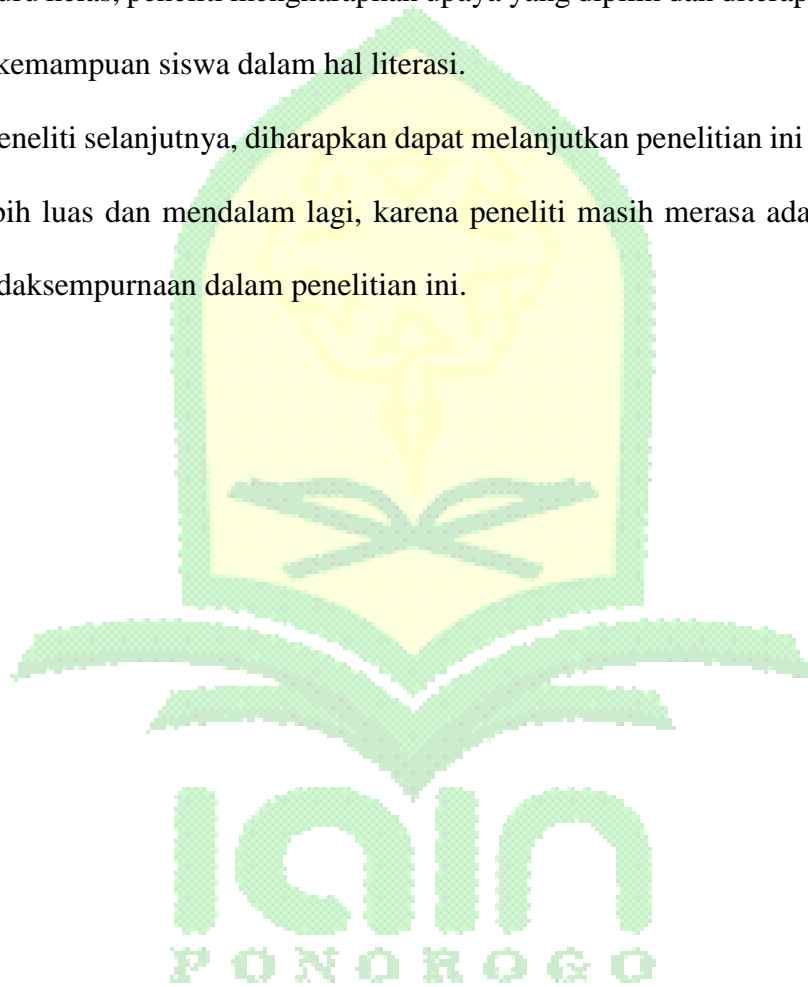 kemampuan siswa dalam hal literasi.
eneliti selanjutnya, diharapkan dapat melanjutkan penelitian ini
bih luas dan mendalam lagi, karena peneliti masih merasa ada
daksempurnaan dalam penelitian ini.
iain
PONOROGO